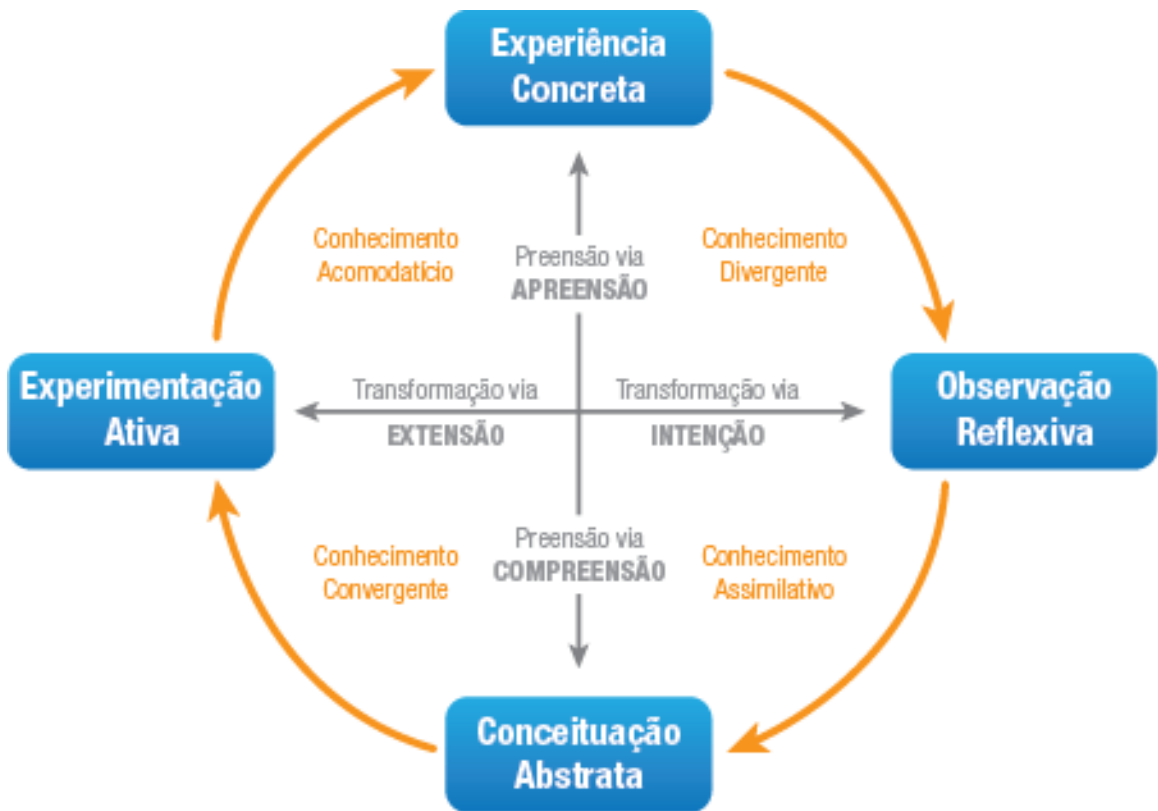 Experiência
Concreta
Conhecimento
Acomodatício
Preensão via
APREENSÃO
Conhecimento
Divergente
Experimentação
Ativa
Transformação via
EXTENSÃO
Transformação via
INTENÇÃO
Observação
Reflexiva
Conhecimento
Convergente
Preensão via
COMPREENSÃO
Conhecimento
Assimilativo
Conceituação
Abstrata